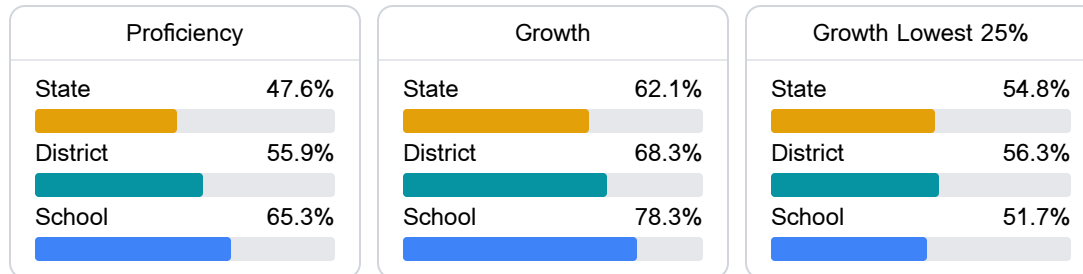 Proficiency
State 47.6%
District 55.9%
School 65.3%
Growth
State 62.1%
District 68.3%
School 78.3%
Growth Lowest 25%
State 54.8%
District 56.3%
School 51.7%